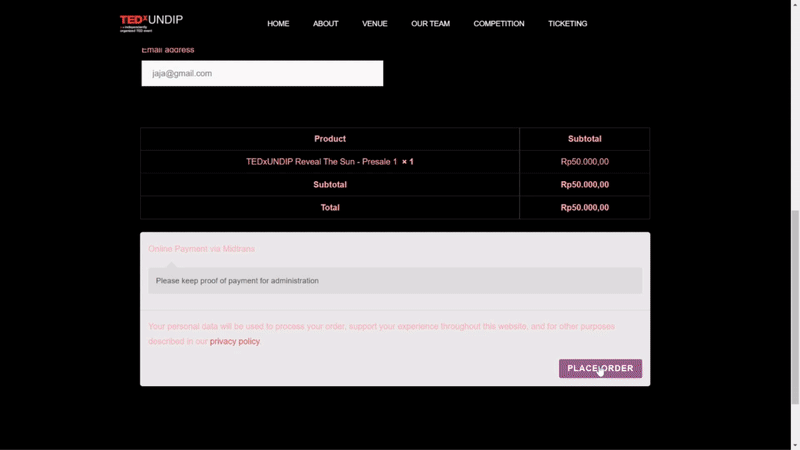 TEDxUNDIP
x = independently
organized TED event
HOME
ABOUT
VENUE
OUR TEAM
COMPETITION
TICKETING
Email address
jaja@gmail.com
Product Subtotal
TEDxUNDIP Reveal The Sun - Presale 1 × 1 Rp50.000,00
Subtotal Rp50.000,00
Total Rp50.000,00
Online Payment via Midtrans
Please keep proof of payment for administration
Your personal data will be used to process your order, support your experience throughout this website, and for other purposes
described in our privacy policy.
PLACE ORDER